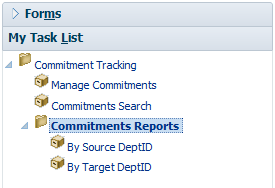 Forms
My Task List
Commitment Tracking
Manage Commitments
Commitments Search
Commitments Reports
By Source DeptID
By Target DeptID